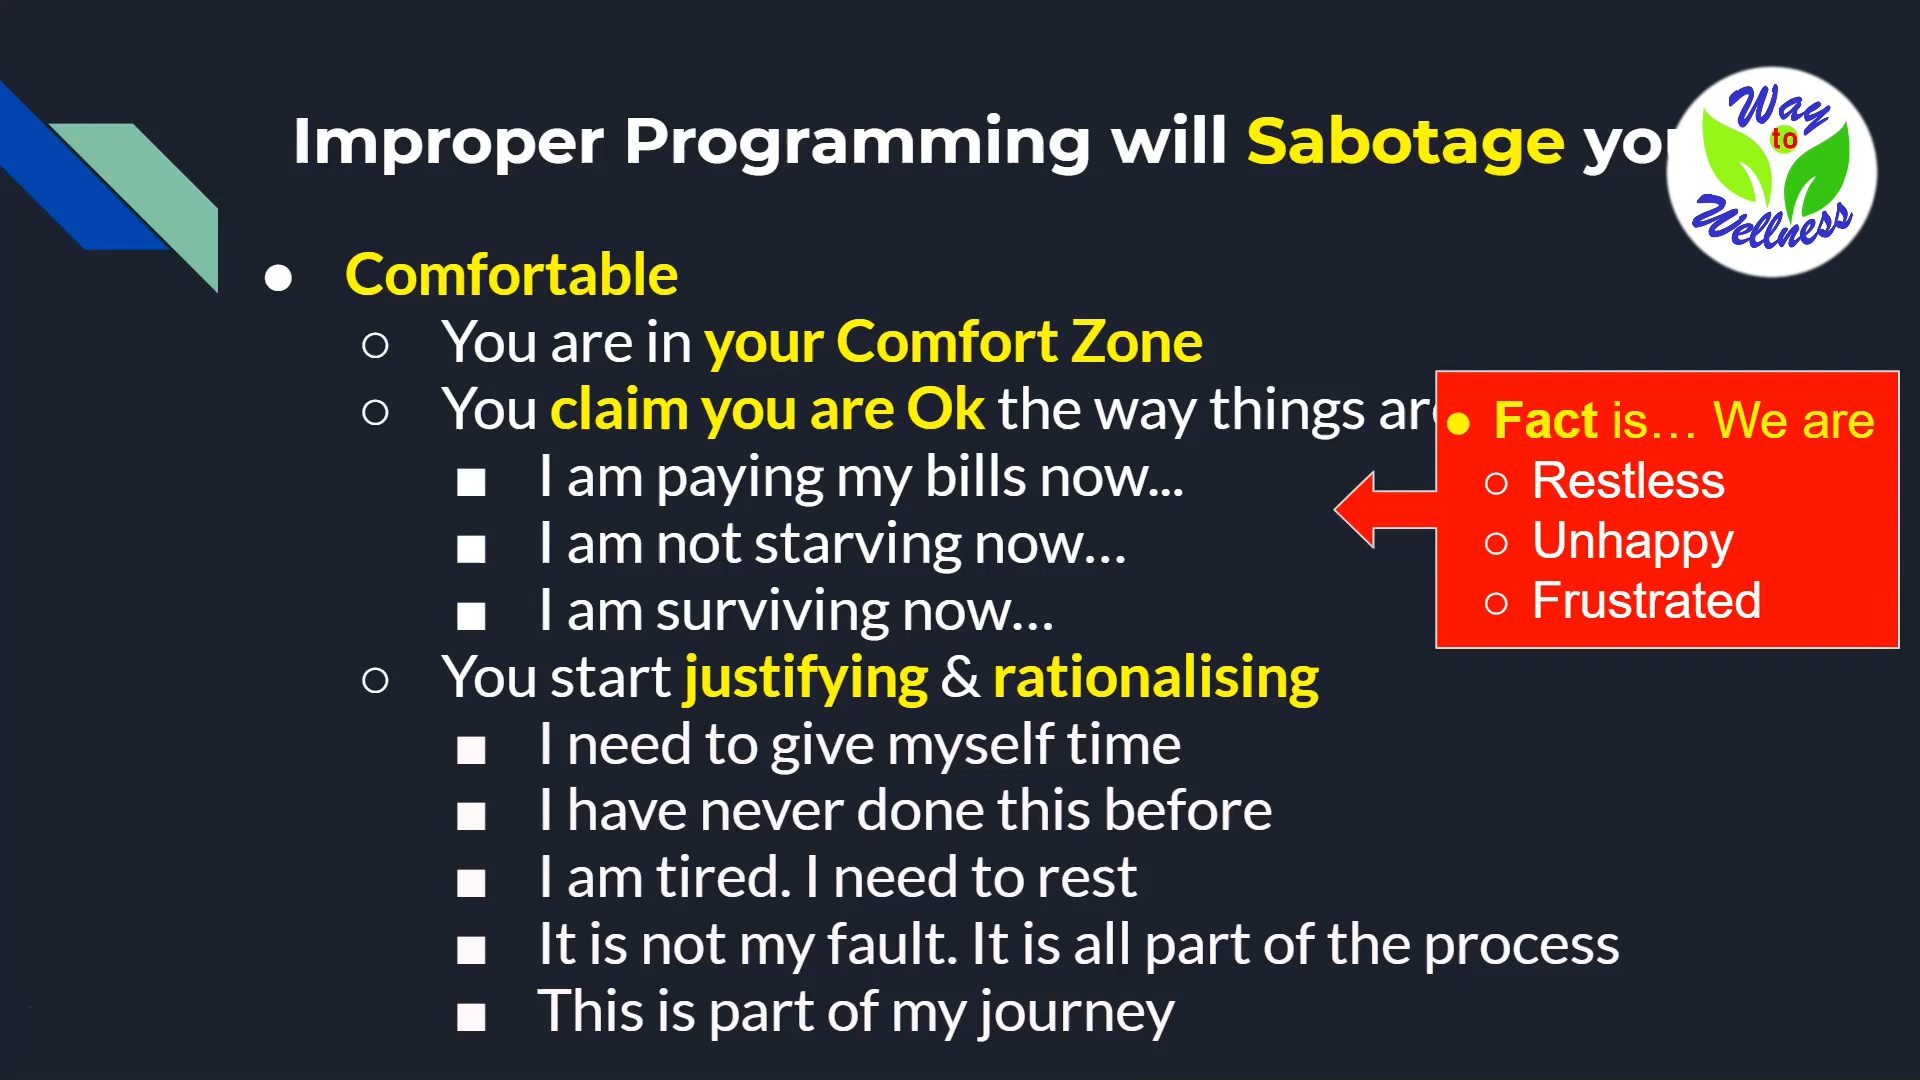 Improper Programming will Sabotage
Way
to
Wellness
● Comfortable
○ You are in your Comfort Zone
○ You claim you are Ok the way things
■ I am paying my bills now...
■ I am not starving now...
■ I am surviving now...
○ You start justifying & rationalising
■ I need to give myself time
■ I have never done this before
■ I am tired. I need to rest
■ It is not my fault. It is all part of the process
■ This is part of my journey
● Fact is... We are
○ Restless
○ Unhappy
○ Frustrated